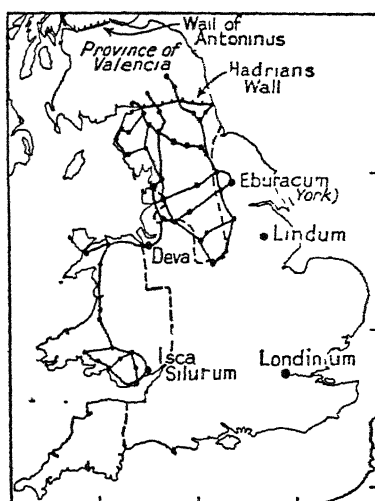 Wall of
Antoninus
Province of
Valencia
Hadrians
Wall
Eburacum
York)
Lindum
Deva
Isca
Silurum
Londinium